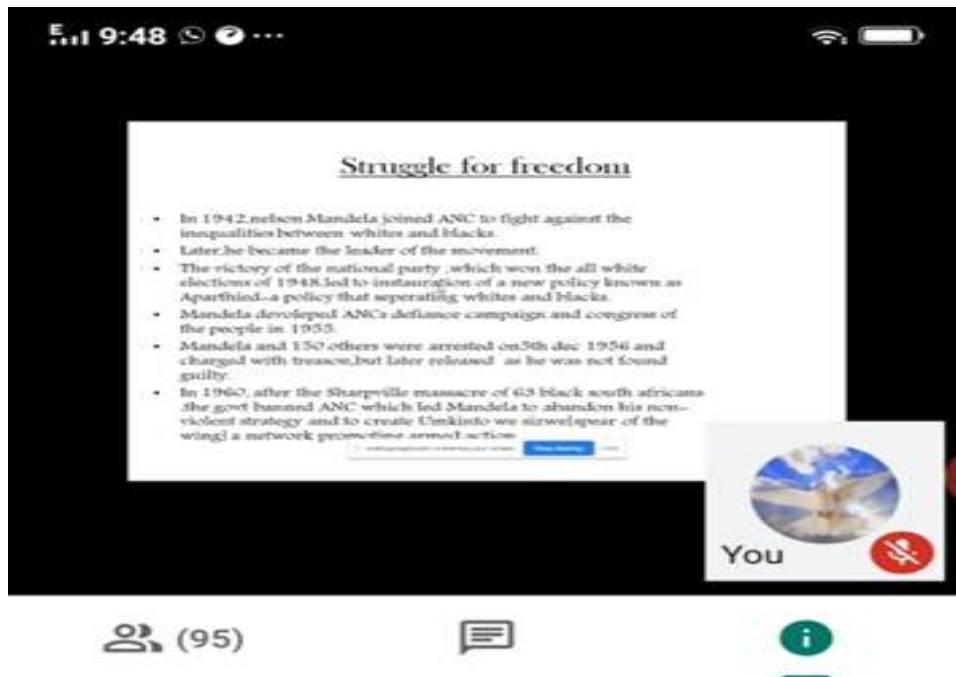 9:48
Struggle for freedom
• In 1942,nelson Mandela joined ANC to fight against the
inequalities between whites and blacks.
• Later,he became the leader of the movement.
• The victory of the national party ,which won the all white
elections of 1948,led to instauration of a new policy known as
Aparthied-a policy that seperating whites and blacks.
• Mandela devoleped ANCs defiance campaign and congress of
the people in 1955.
• Mandela and 150 others were arrested on5th dec 1956 and
charged with treason,but later released as he was not found
guilty.
• In 1960, after the Sharpville massacre of 63 black south africans
,the govt banned ANC which led Mandela to abandon his non-
violent strategy and to create Umkinto we sizwe[spear of the
wing] a network promoting armed action
You
(95)